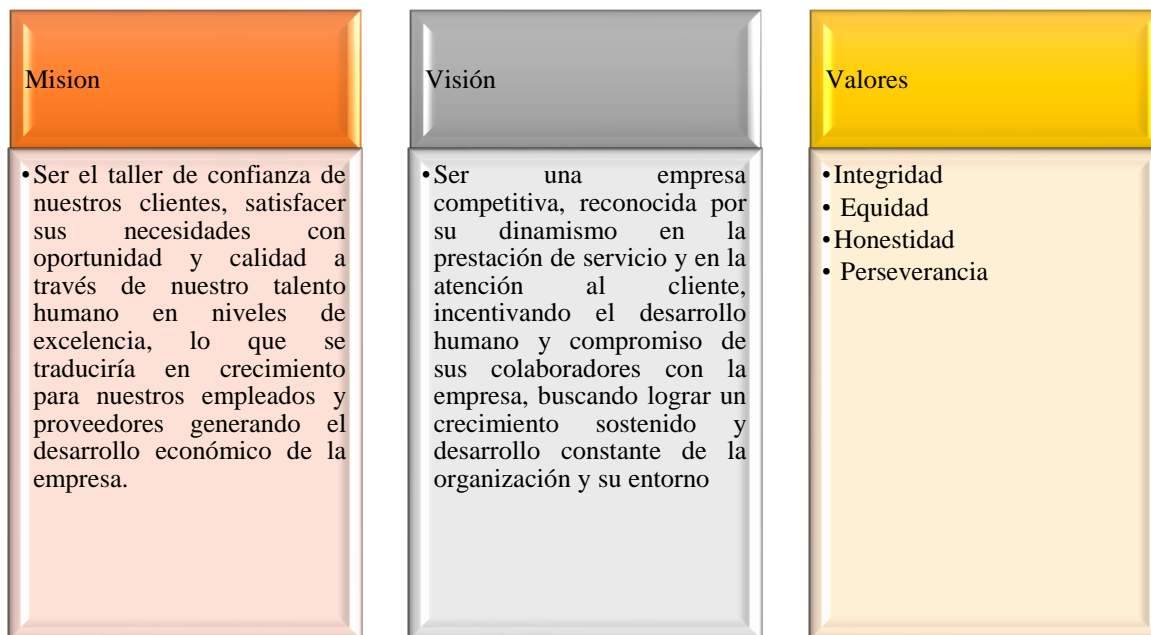 Mision
•Ser el taller de confianza de
nuestros clientes, satisfacer
sus necesidades con
oportunidad y calidad a
través de nuestro talento
humano en niveles de
excelencia, lo que se
traduciría en crecimiento
para nuestros empleados y
proveedores generando el
desarrollo económico de la
empresa.
Visión
•Ser una empresa
competitiva, reconocida por
su dinamismo en la
prestación de servicio y en la
atención al cliente,
incentivando el desarrollo
humano y compromiso de
sus colaboradores con la
empresa, buscando lograr un
crecimiento sostenido y
desarrollo constante de la
organización y su entorno
Valores
•Integridad
• Equidad
•Honestidad
• Perseverancia